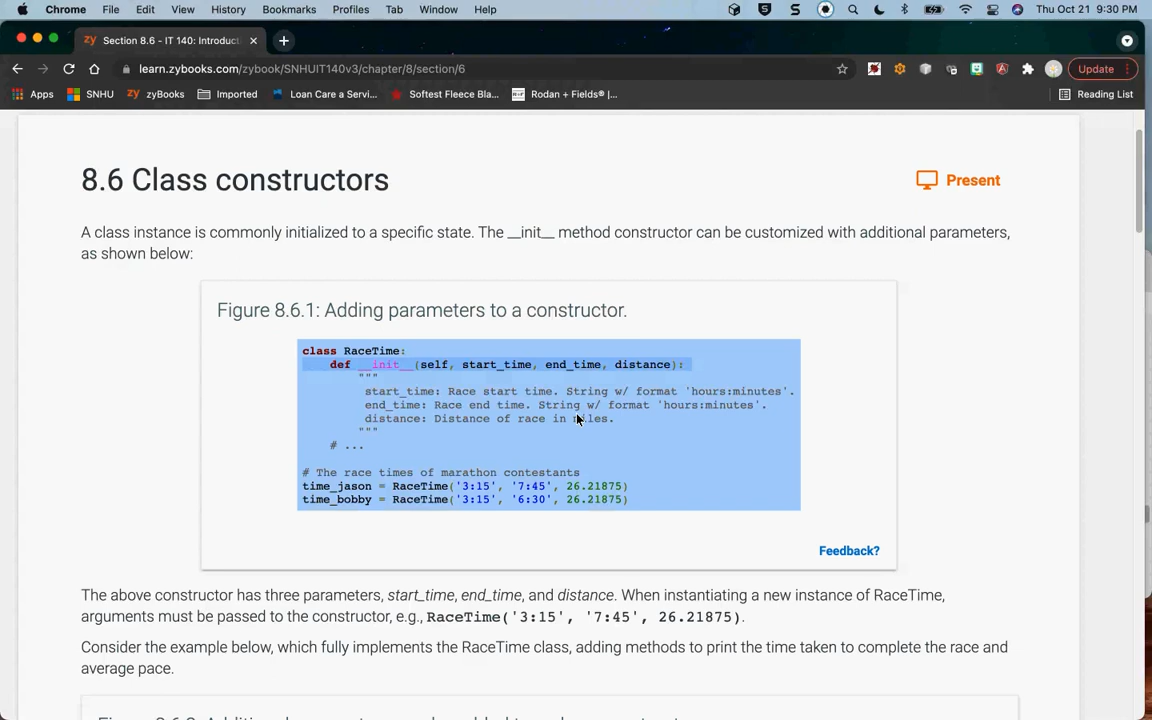 Chrome File Edit View History Bookmarks Profiles Tab Window Help Thu Oct 21 9:30 PM
zy Section 8.6 - IT 140: Introducti
learn.zybooks.com/zybook/SNHUIT140v3/chapter/8/section/6 Update
Apps SNHU zy zyBooks Imported Loan Care a Servi... Softest Fleece Bla... Rodan + Fields® |... Reading List
8.6 Class constructors
Present
A class instance is commonly initialized to a specific state. The __init__ method constructor can be customized with additional parameters,
as shown below:
Figure 8.6.1: Adding parameters to a constructor.
class RaceTime:
def __init__(self, start_time, end_time, distance):
"""
start_time: Race start time. String w/ format 'hours:minutes'.
end_time: Race end time. String w/ format 'hours:minutes'.
distance: Distance of race in miles.
"""
# ...
# The race times of marathon contestants
time_jason = RaceTime('3:15', '7:45', 26.21875)
time_bobby = RaceTime('3:15', '6:30', 26.21875)
Feedback?
The above constructor has three parameters, start_time, end_time, and distance. When instantiating a new instance of RaceTime,
arguments must be passed to the constructor, e.g., RaceTime('3:15', '7:45', 26.21875).
Consider the example below, which fully implements the RaceTime class, adding methods to print the time taken to complete the race and
average pace.